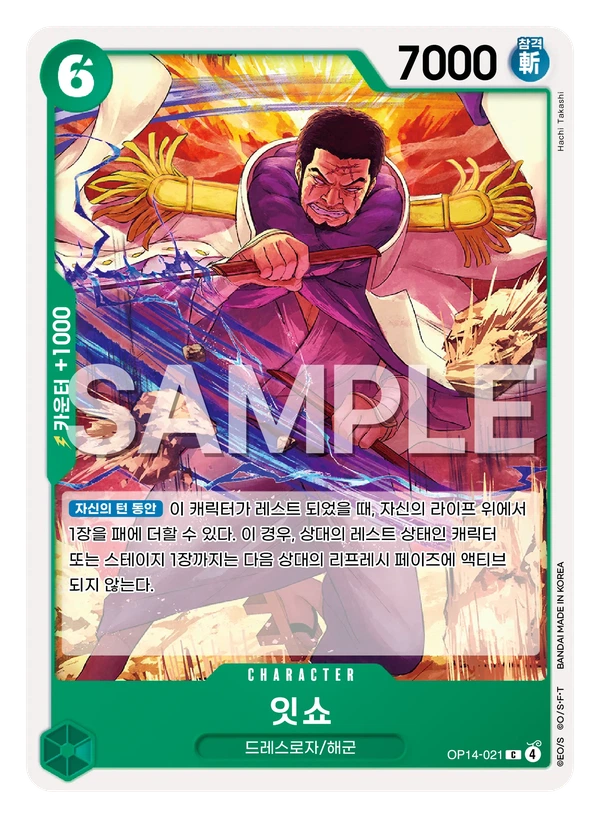 6
7000
참격
斬
Hachi Takashi
카운터 +1000
SAMPLE
자신의 턴 동안 이 캐릭터가 레스트 되었을 때, 자신의 라이프 위에서
1장을 패에 더할 수 있다. 이 경우, 상대의 레스트 상태인 캐릭터
또는 스테이지 1장까지는 다음 상대의 리프레시 페이즈에 액티브
되지 않는다.
CHARACTER
잇쇼
드레스로자/해군
OP14-021 C 4
©EO/S ©O/S·F·T BANDAI MADE IN KOREA